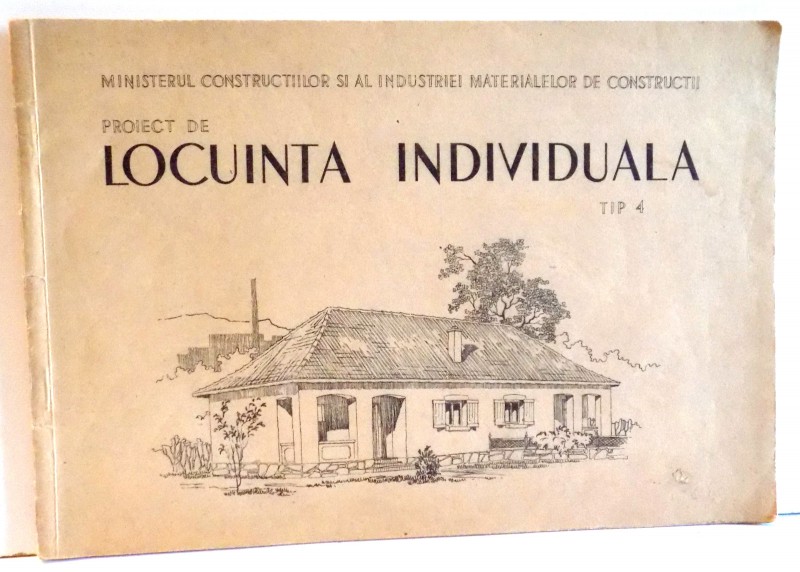 MINISTERUL CONSTRUCTIILOR SI AL INDUSTRIEI MATERIALELOR DE CONSTRUCTII
PROIECT DE
LOCUINTA INDIVIDUALA
TIP 4